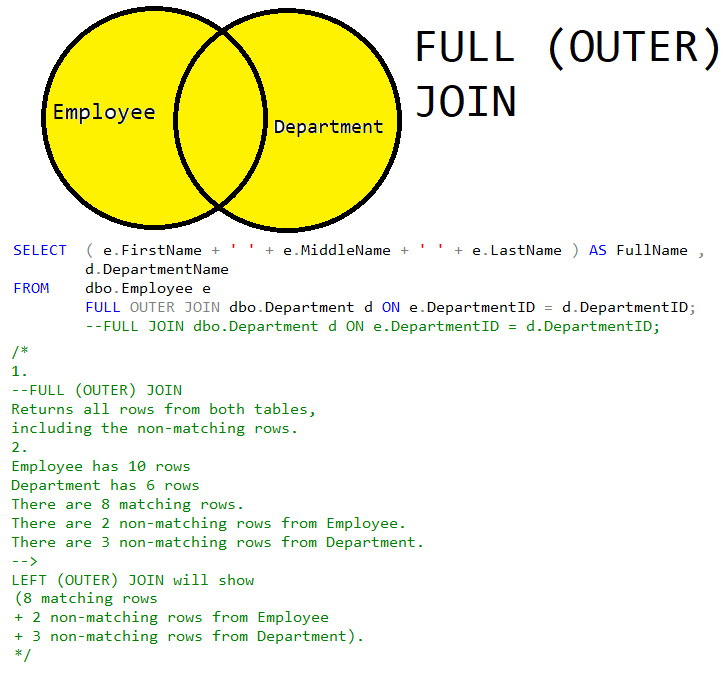 FULL (OUTER)
JOIN
Employee
Department
SELECT ( e.FirstName + ' ' + e.MiddleName + ' ' + e.LastName ) AS FullName ,
d.DepartmentName
FROM dbo.Employee e
FULL OUTER JOIN dbo.Department d ON e.DepartmentID = d.DepartmentID;
--FULL JOIN dbo.Department d ON e.DepartmentID = d.DepartmentID;
/*
1.
--FULL (OUTER) JOIN
Returns all rows from both tables,
including the non-matching rows.
2.
Employee has 10 rows
Department has 6 rows
There are 8 matching rows.
There are 2 non-matching rows from Employee.
There are 3 non-matching rows from Department.
-->
LEFT (OUTER) JOIN will show
(8 matching rows
+ 2 non-matching rows from Employee
+ 3 non-matching rows from Department).
*/